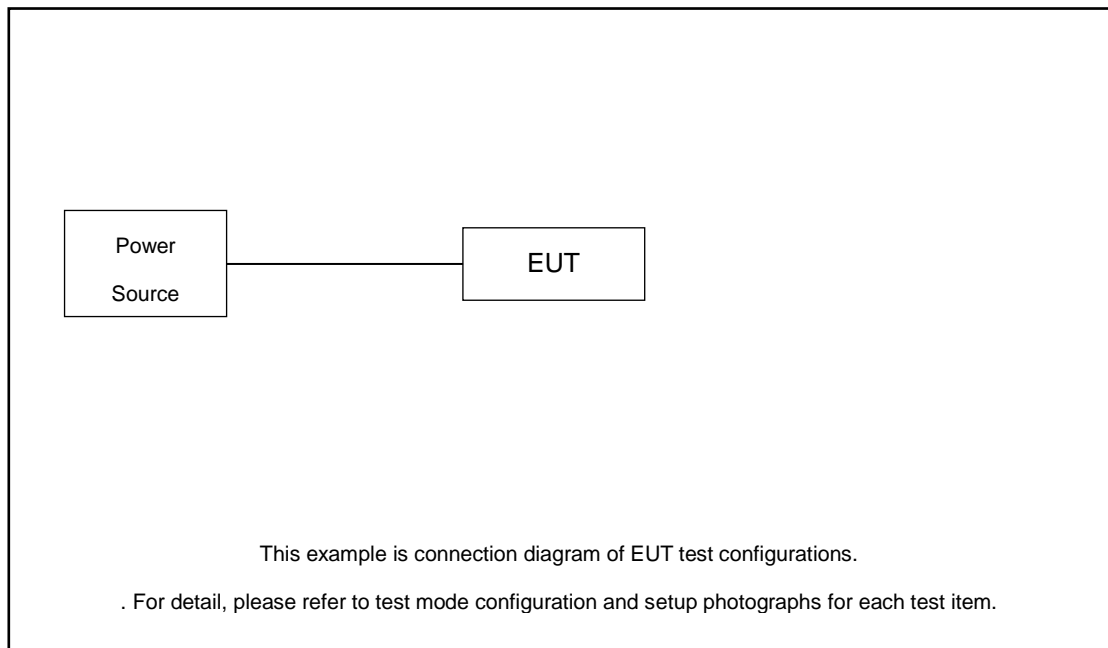 Power
Source
EUT
This example is connection diagram of EUT test configurations.
. For detail, please refer to test mode configuration and setup photographs for each test item.